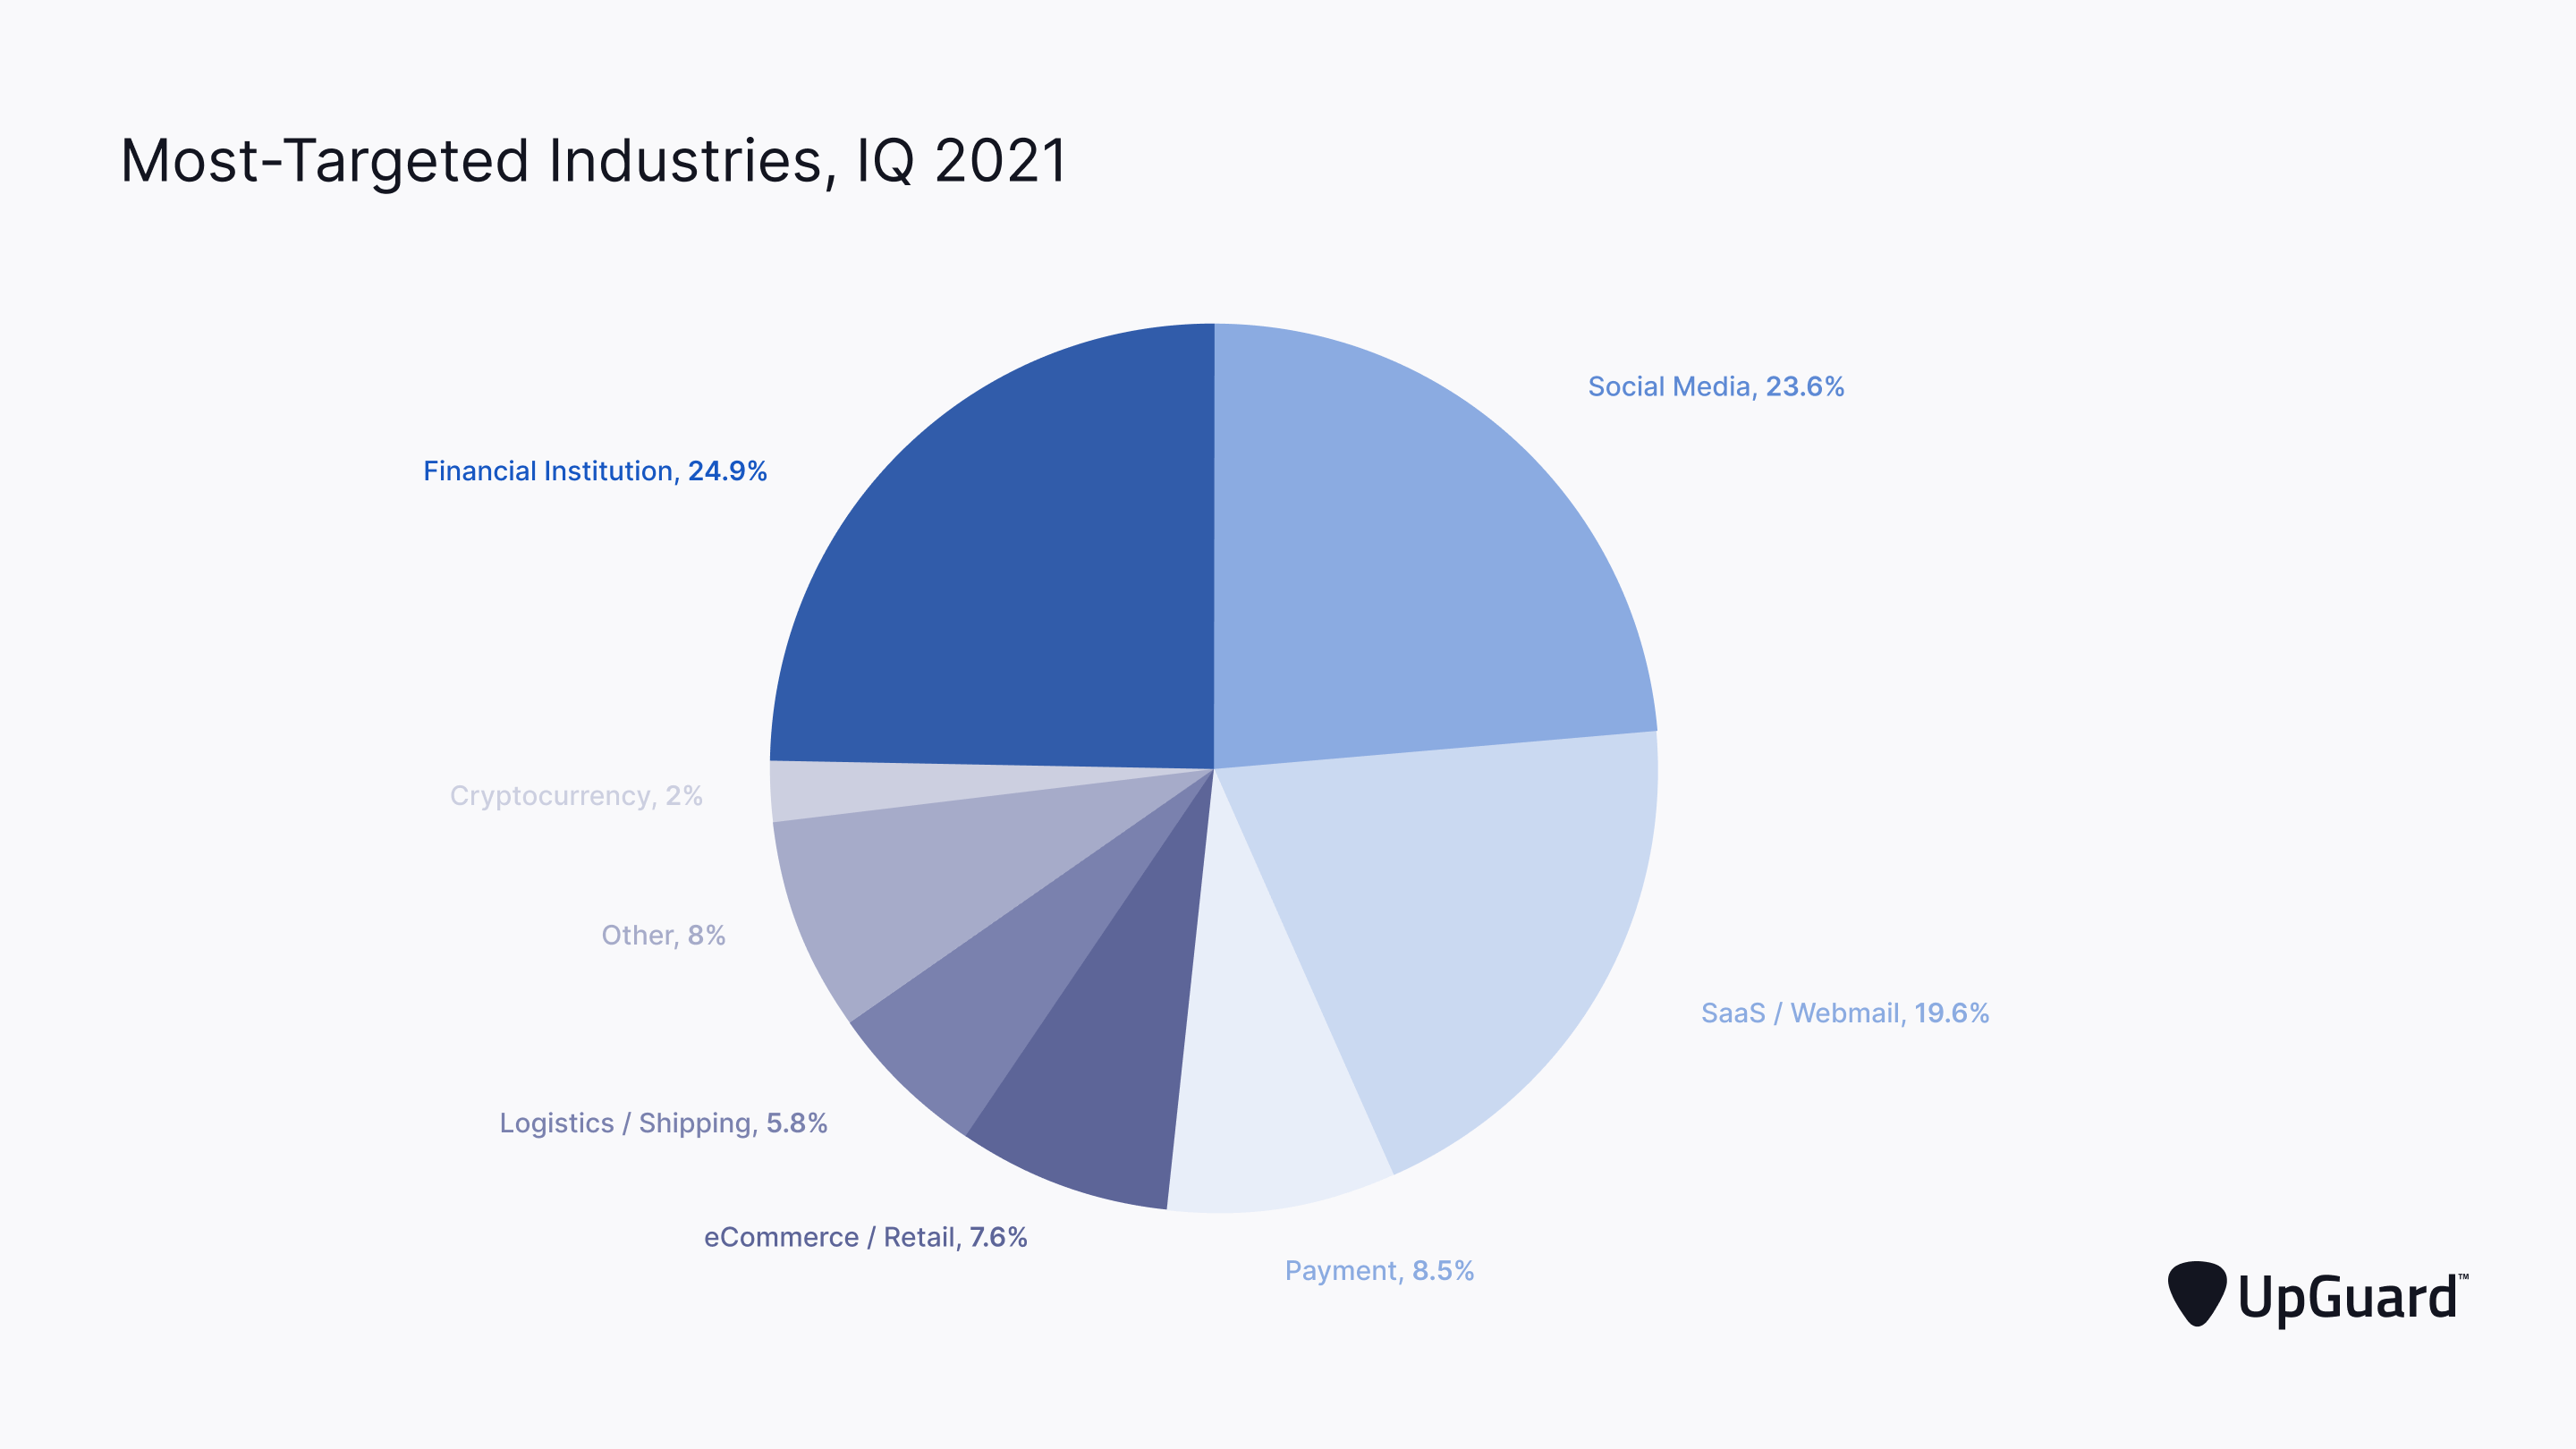 Most-Targeted Industries, IQ 2021
Social Media, 23.6%
Financial Institution, 24.9%
Cryptocurrency, 2%
Other, 8%
SaaS / Webmail, 19.6%
Logistics / Shipping, 5.8%
eCommerce / Retail, 7.6%
Payment, 8.5%
UpGuard™